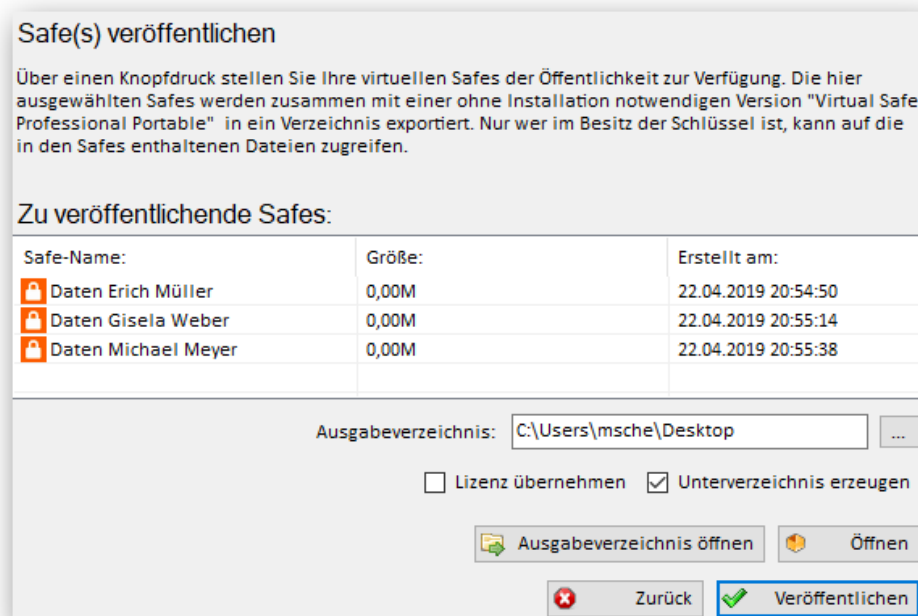 Safe(s) veröffentlichen
Über einen Knopfdruck stellen Sie Ihre virtuellen Safes der Öffentlichkeit zur Verfügung. Die hier
ausgewählten Safes werden zusammen mit einer ohne Installation notwendigen Version "Virtual Safe
Professional Portable"  in ein Verzeichnis exportiert. Nur wer im Besitz der Schlüssel ist, kann auf die
in den Safes enthaltenen Dateien zugreifen.
Zu veröffentlichende Safes:
Safe-Name: Größe: Erstellt am:
Daten Erich Müller 0,00M 22.04.2019 20:54:50
Daten Gisela Weber 0,00M 22.04.2019 20:55:14
Daten Michael Meyer 0,00M 22.04.2019 20:55:38
Ausgabeverzeichnis: C:\Users\msche\Desktop ...
Lizenz übernehmen Unterverzeichnis erzeugen
Ausgabeverzeichnis öffnen Öffnen
Zurück Veröffentlichen